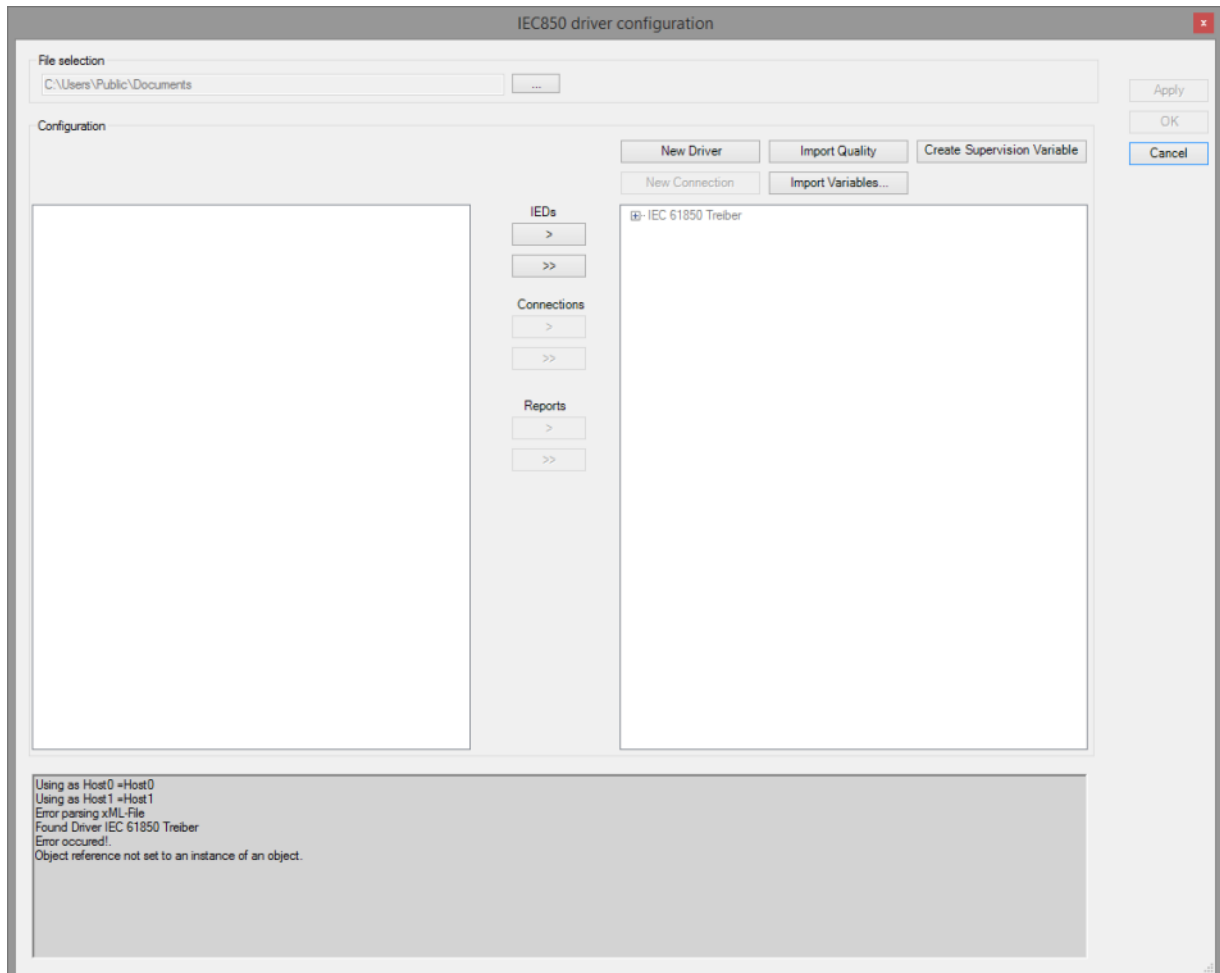 IEC850 driver configuration
x
File selection
C:\Users\Public\Documents
...
Apply
OK
Cancel
Configuration
New Driver
Import Quality
Create Supervision Variable
New Connection
Import Variables...
IEDs
>
>>
Connections
>
>>
Reports
>
>>
IEC 61850 Treiber
Using as Host0 =Host0
Using as Host1 =Host1
Error parsing xML-File
Found Driver IEC 61850 Treiber
Error occured!.
Object reference not set to an instance of an object.